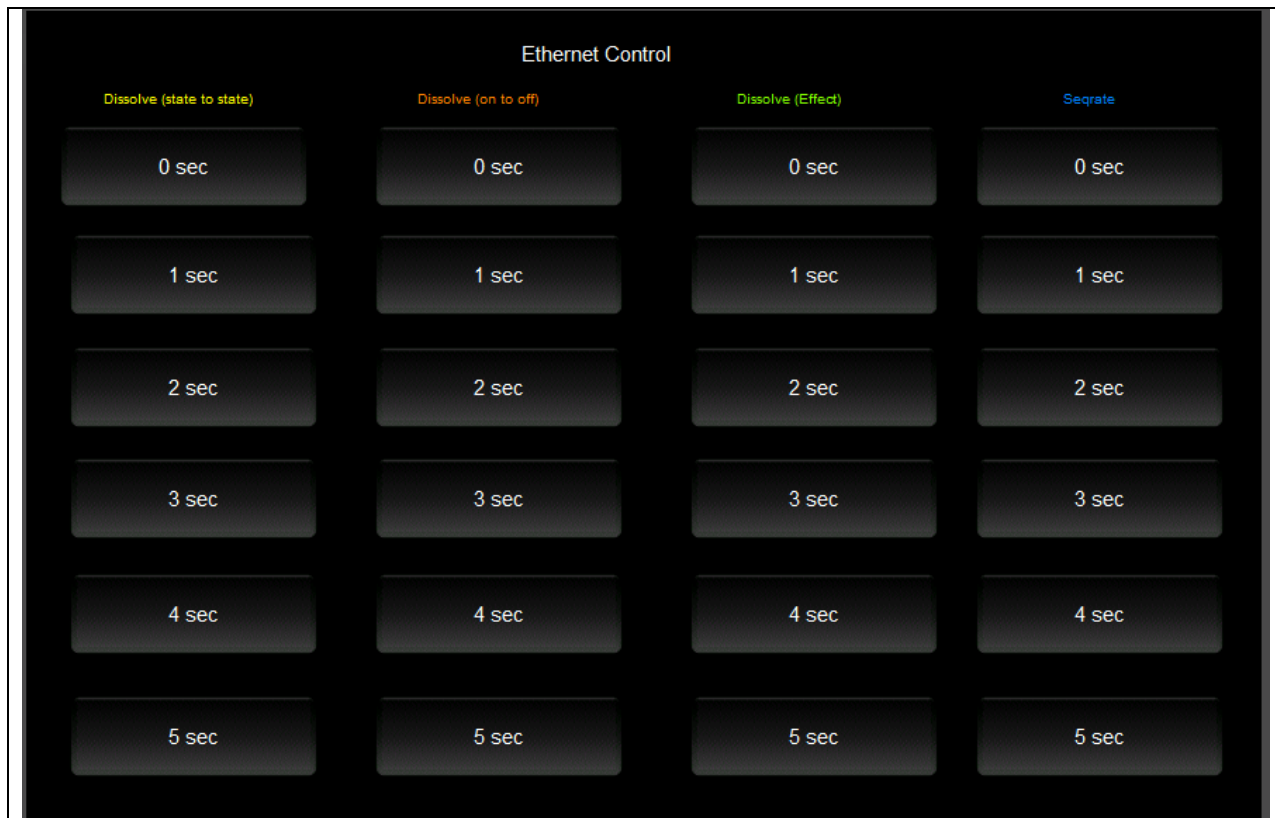 Ethernet Control
Dissolve (state to state) Dissolve (on to off) Dissolve (Effect) Seqrate
0 sec 0 sec 0 sec 0 sec
1 sec 1 sec 1 sec 1 sec
2 sec 2 sec 2 sec 2 sec
3 sec 3 sec 3 sec 3 sec
4 sec 4 sec 4 sec 4 sec
5 sec 5 sec 5 sec 5 sec